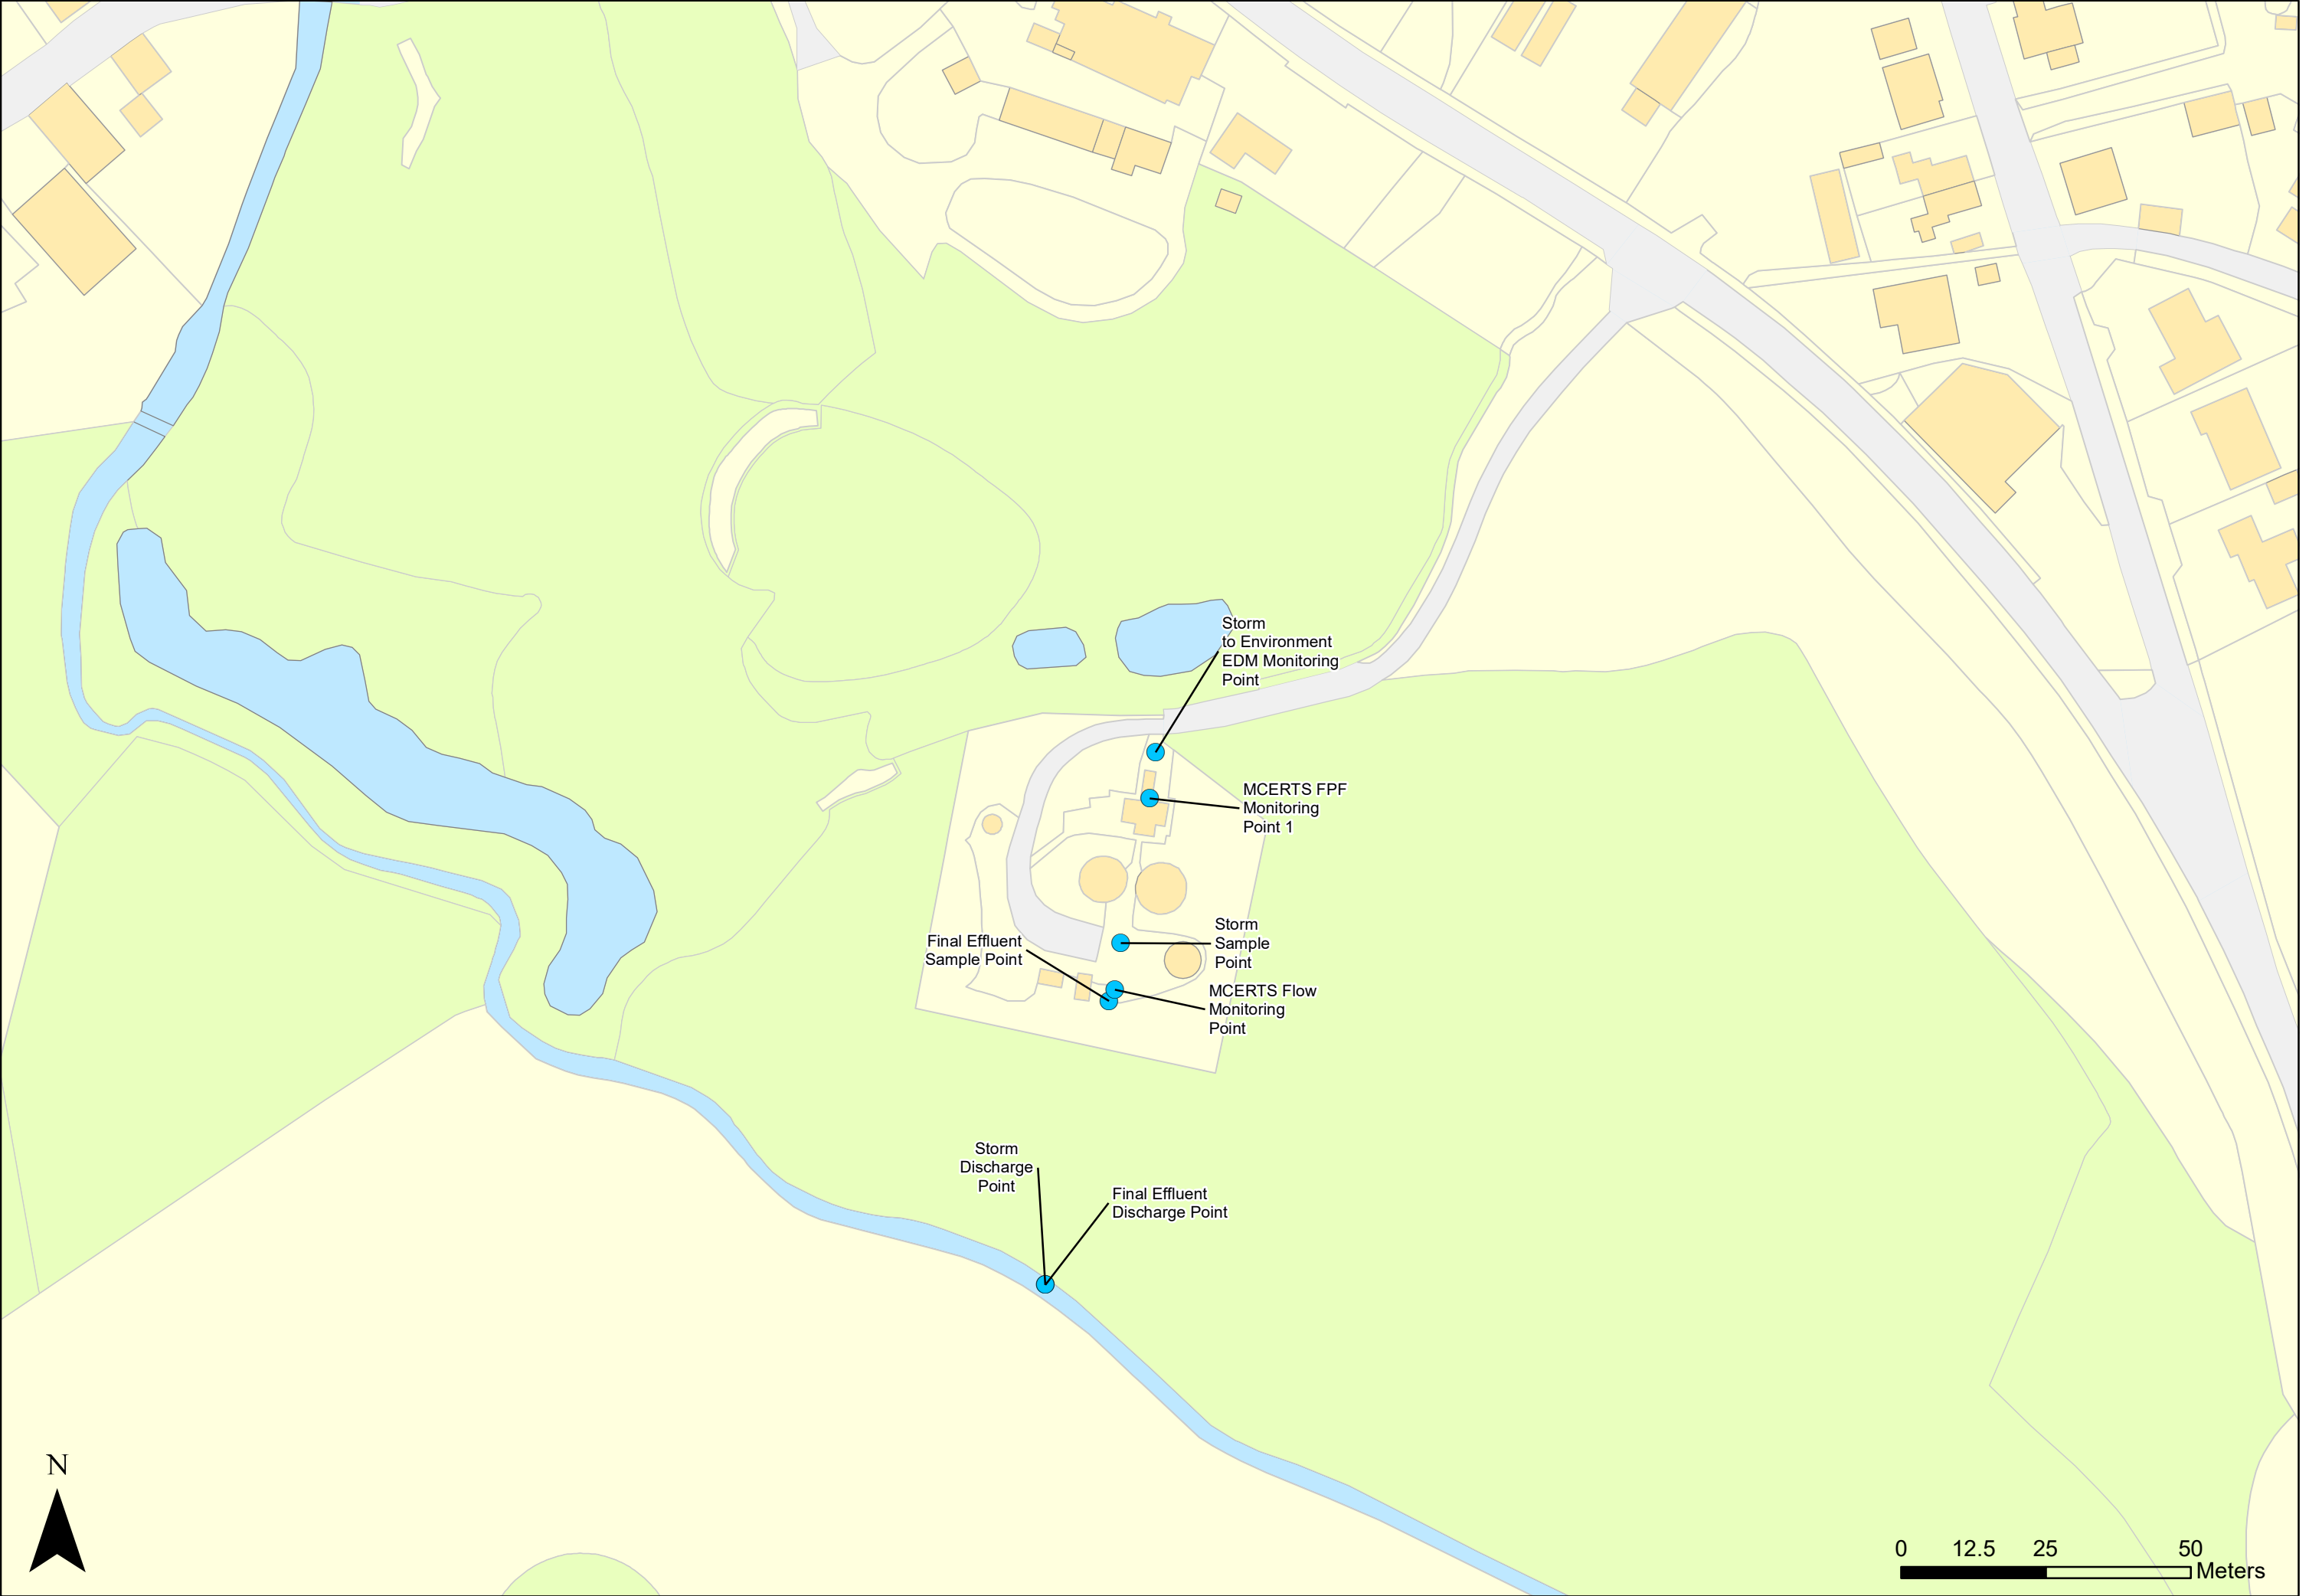 Storm
to Environment
EDM Monitoring
Point
MCERTS FPF
Monitoring
Point 1
Storm
Sample
Point
Final Effluent
Sample Point
MCERTS Flow
Monitoring
Point
Storm
Discharge
Point
Final Effluent
Discharge Point
N
0 12.5 25 50
Meters